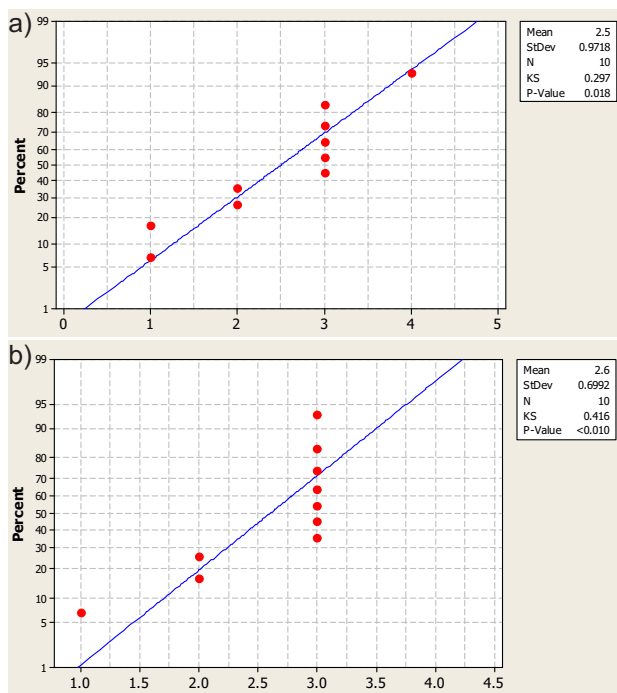 a)
Percent
99
95
80
70
60
50
40
30
20
10
5
1
0 1 2 3 4 5
Mean 2.5
StDev 0.9718
N 10
KS 0.297
P-Value 0.018
b)
Percent
99
95
90
80
70
60
50
40
30
20
10
5
1
1.0 1.5 2.0 2.5 3.0 3.5 4.0 4.5
Mean 2.6
StDev 0.6992
N 10
KS 0.416
P-Value <0.010